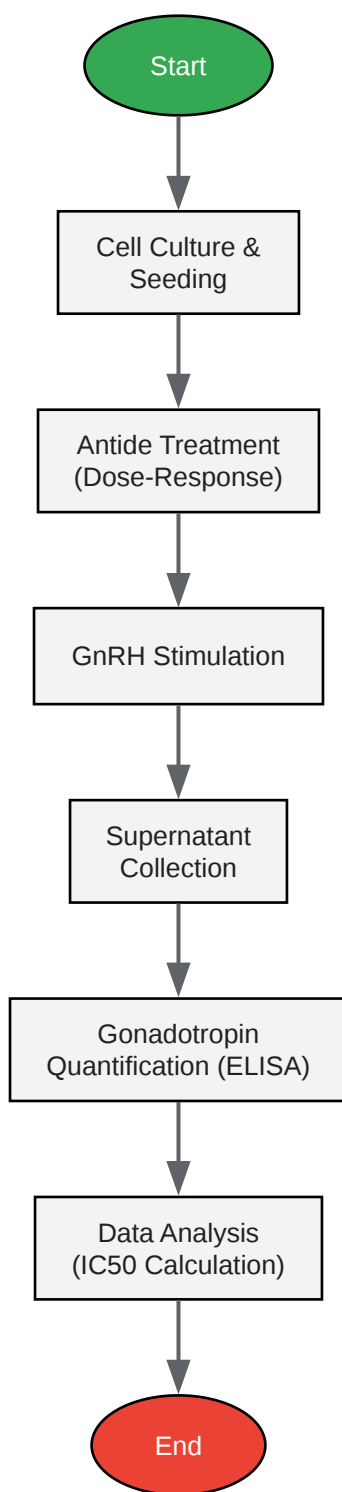 Start
Cell Culture &
Seeding
Antide Treatment
(Dose-Response)
GnRH Stimulation
Supernatant
Collection
Gonadotropin
Quantification (ELISA)
Data Analysis
(IC50 Calculation)
End